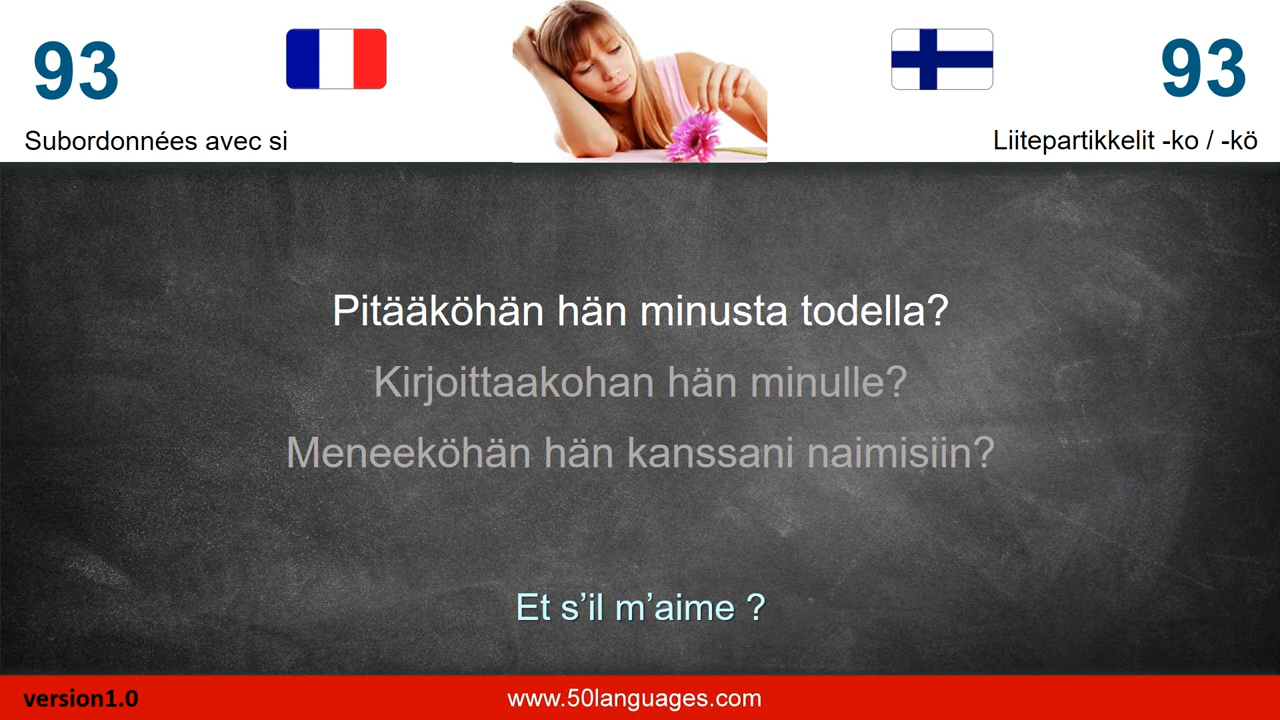 93
93
Subordonnées avec si
Liitepartikkelit -ko / -kö
Pitääköhän hän minusta todella?
Kirjoittaakohan hän minulle?
Meneeköhän hän kanssani naimisiin?
Et s’il m’aime ?
version1.0
www.50languages.com